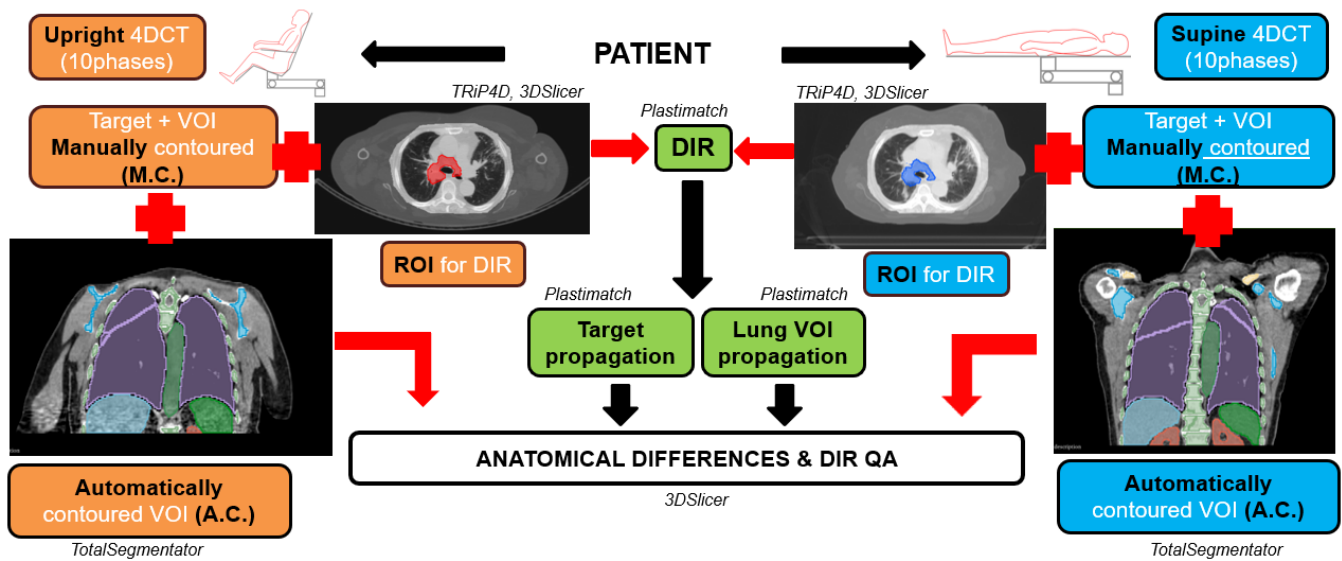 Upright 4DCT
(10phases)
PATIENT
Supine 4DCT
(10phases)
TRiP4D, 3DSlicer
Plastimatch
TRiP4D, 3DSlicer
Target + VOI
Manually contoured
(M.C.)
DIR
Target + VOI
Manually contoured
(M.C.)
ROI for DIR
ROI for DIR
Plastimatch
Plastimatch
Target
propagation
Lung VOI
propagation
ANATOMICAL DIFFERENCES & DIR QA
3DSlicer
description
Automatically
contoured VOI (A.C.)
TotalSegmentator
Automatically
contoured VOI (A.C.)
TotalSegmentator